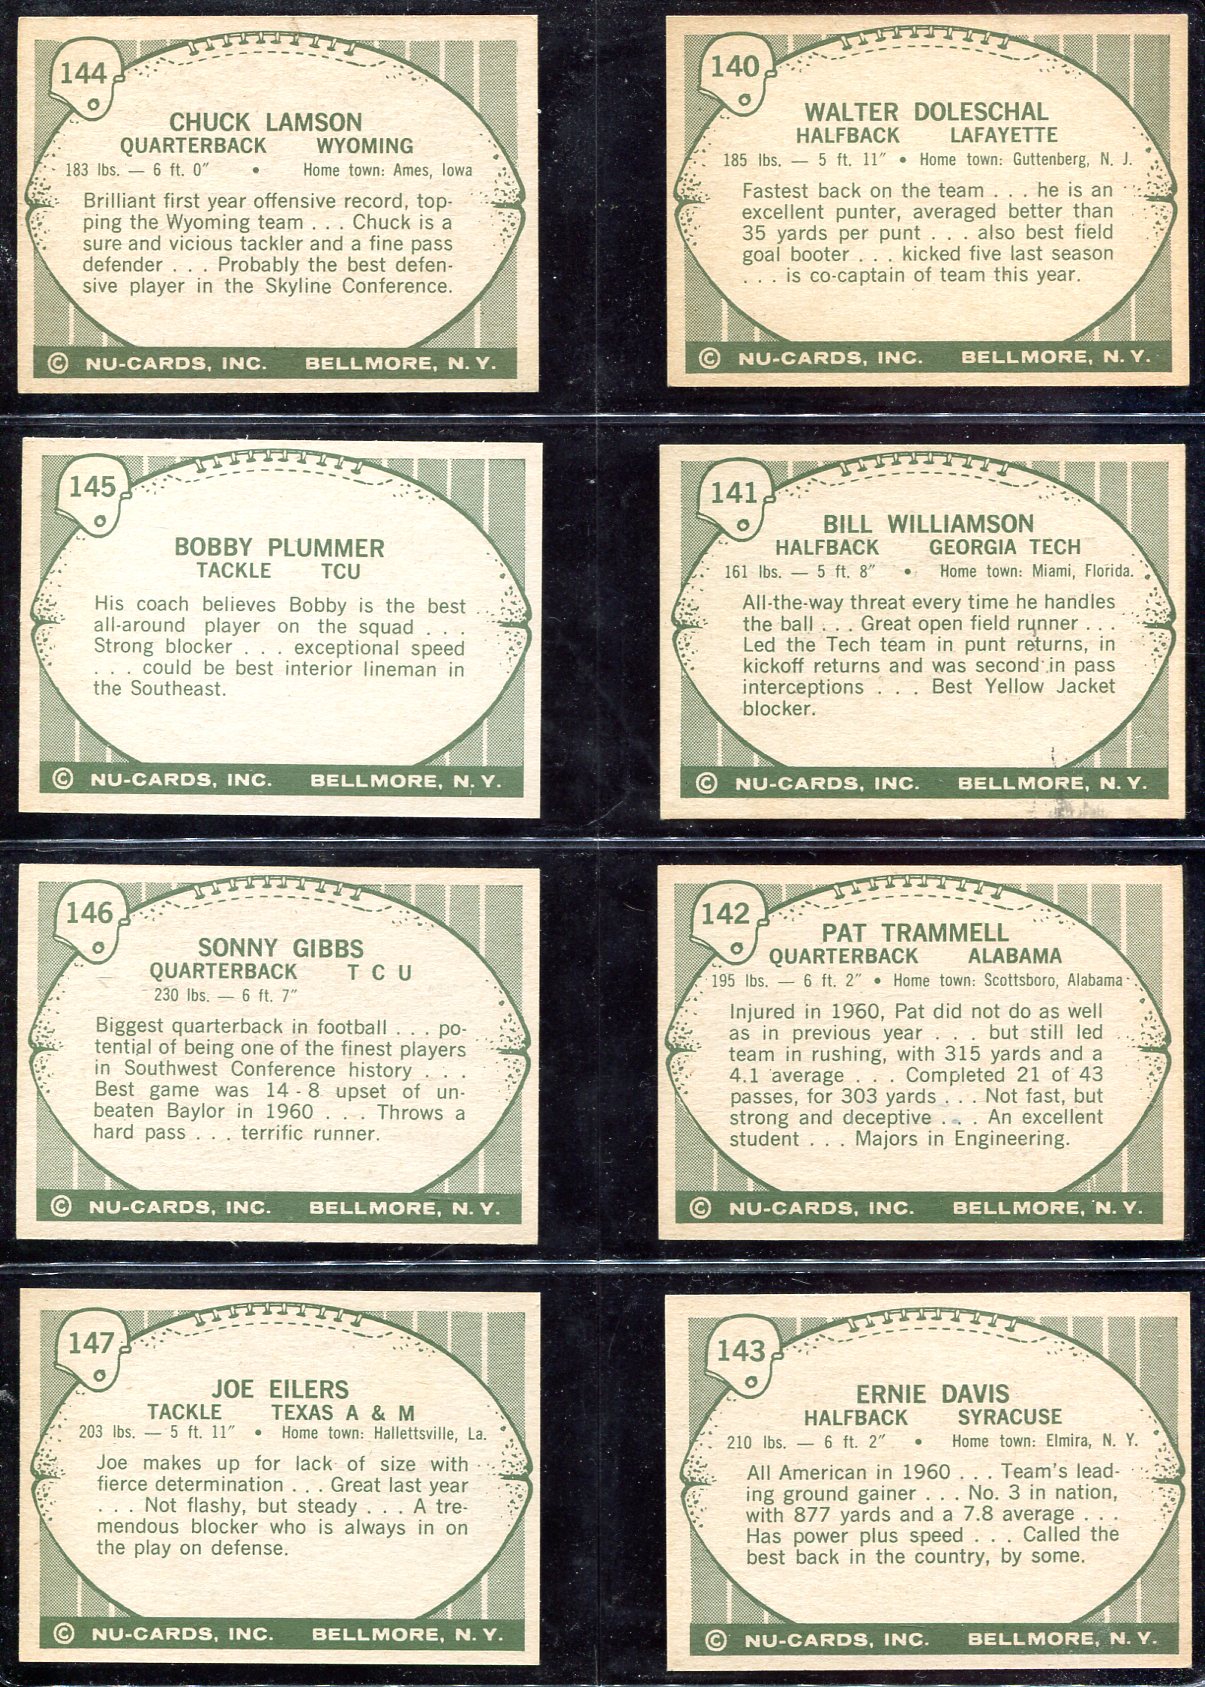 144
CHUCK LAMSON
QUARTERBACK WYOMING
183 lbs. — 6 ft. 0″ • Home town: Ames, Iowa
Brilliant first year offensive record, top-
ping the Wyoming team . . . Chuck is a
sure and vicious tackler and a fine pass
defender . . . Probably the best defen-
sive player in the Skyline Conference.
© NU-CARDS, INC. BELLMORE, N. Y.
140
WALTER DOLESCHAL
HALFBACK LAFAYETTE
185 lbs. — 5 ft. 11″ • Home town: Guttenberg, N. J.
Fastest back on the team . . . he is an
excellent punter, averaged better than
35 yards per punt . . . also best field
goal booter . . . kicked five last season
. . . is co-captain of team this year.
© NU-CARDS, INC. BELLMORE, N. Y.
145
BOBBY PLUMMER
TACKLE TCU
His coach believes Bobby is the best
all-around player on the squad . . .
Strong blocker . . . exceptional speed
. . . could be best interior lineman in
the Southeast.
© NU-CARDS, INC. BELLMORE, N. Y.
141
BILL WILLIAMSON
HALFBACK GEORGIA TECH
161 lbs. — 5 ft. 8″ • Home town: Miami, Florida.
All-the-way threat every time he handles
the ball . . . Great open field runner . . .
Led the Tech team in punt returns, in
kickoff returns and was second in pass
interceptions . . . Best Yellow Jacket
blocker.
© NU-CARDS, INC. BELLMORE, N. Y.
146
SONNY GIBBS
QUARTERBACK T C U
230 lbs. — 6 ft. 7″
Biggest quarterback in football . . . po-
tential of being one of the finest players
in Southwest Conference history . . .
Best game was 14 - 8 upset of un-
beaten Baylor in 1960 . . . Throws a
hard pass . . . terrific runner.
© NU-CARDS, INC. BELLMORE, N. Y.
142
PAT TRAMMELL
QUARTERBACK ALABAMA
195 lbs. — 6 ft. 2″ • Home town: Scottsboro, Alabama
Injured in 1960, Pat did not do as well
as in previous year . . . but still led
team in rushing, with 315 yards and a
4.1 average . . . Completed 21 of 43
passes, for 303 yards . . . Not fast, but
strong and deceptive . . . An excellent
student . . . Majors in Engineering.
© NU-CARDS, INC. BELLMORE, N. Y.
147
JOE EILERS
TACKLE TEXAS A & M
203 lbs. — 5 ft. 11″ • Home town: Hallettsville, La.
Joe makes up for lack of size with
fierce determination . . . Great last year
. . . Not flashy, but steady . . . A tre-
mendous blocker who is always in on
the play on defense.
© NU-CARDS, INC. BELLMORE, N. Y.
143
ERNIE DAVIS
HALFBACK SYRACUSE
210 lbs. — 6 ft. 2″ • Home town: Elmira, N. Y.
All American in 1960 . . . Team's lead-
ing ground gainer . . . No. 3 in nation,
with 877 yards and a 7.8 average . . .
Has power plus speed . . . Called the
best back in the country, by some.
© NU-CARDS, INC. BELLMORE, N. Y.